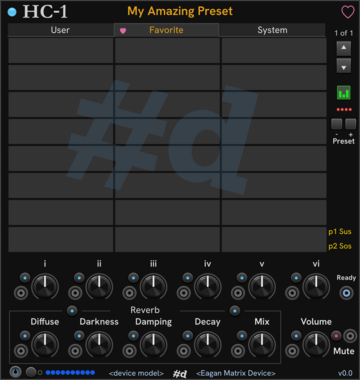 HC-1 My Amazing Preset
User Favorite System
1 of 1
#d
- +
Preset
p1 Sus
p2 Sos
i ii iii iv v vi Ready
Reverb
Diffuse Darkness Damping Decay Mix Volume
Mute
<device model> #d <Eagan Matrix Device> v0.0